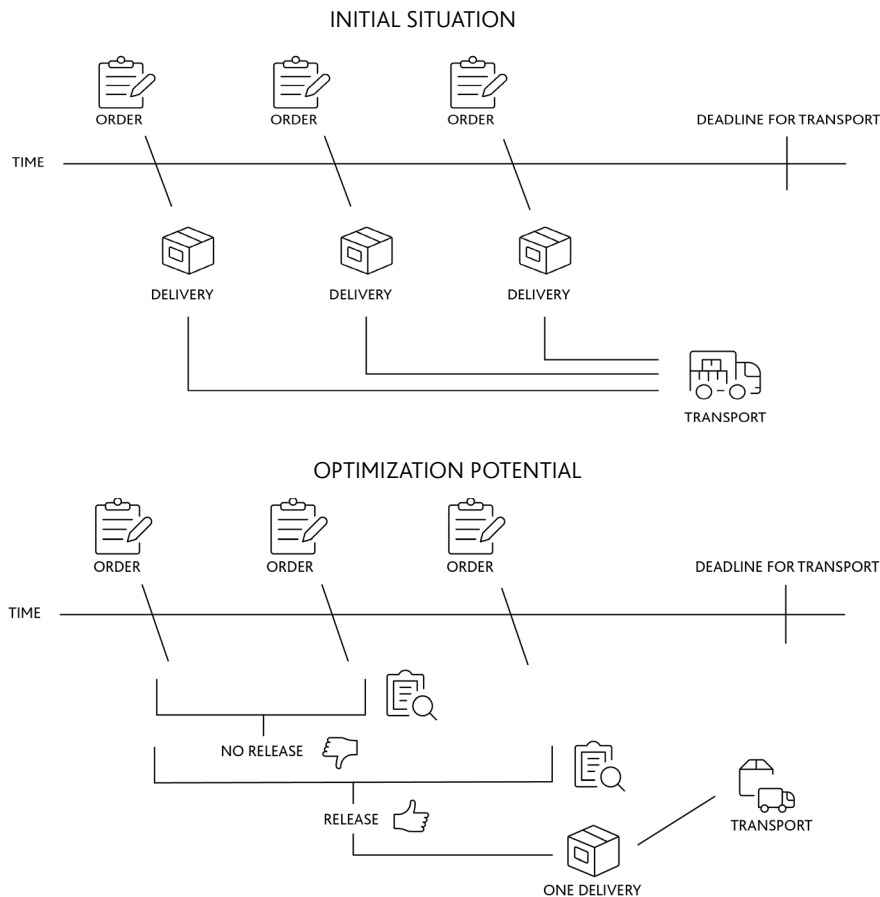 INITIAL SITUATION
ORDER
ORDER
ORDER
DEADLINE FOR TRANSPORT
TIME
DELIVERY
DELIVERY
DELIVERY
TRANSPORT
OPTIMIZATION POTENTIAL
ORDER
ORDER
ORDER
DEADLINE FOR TRANSPORT
TIME
NO RELEASE
RELEASE
TRANSPORT
ONE DELIVERY